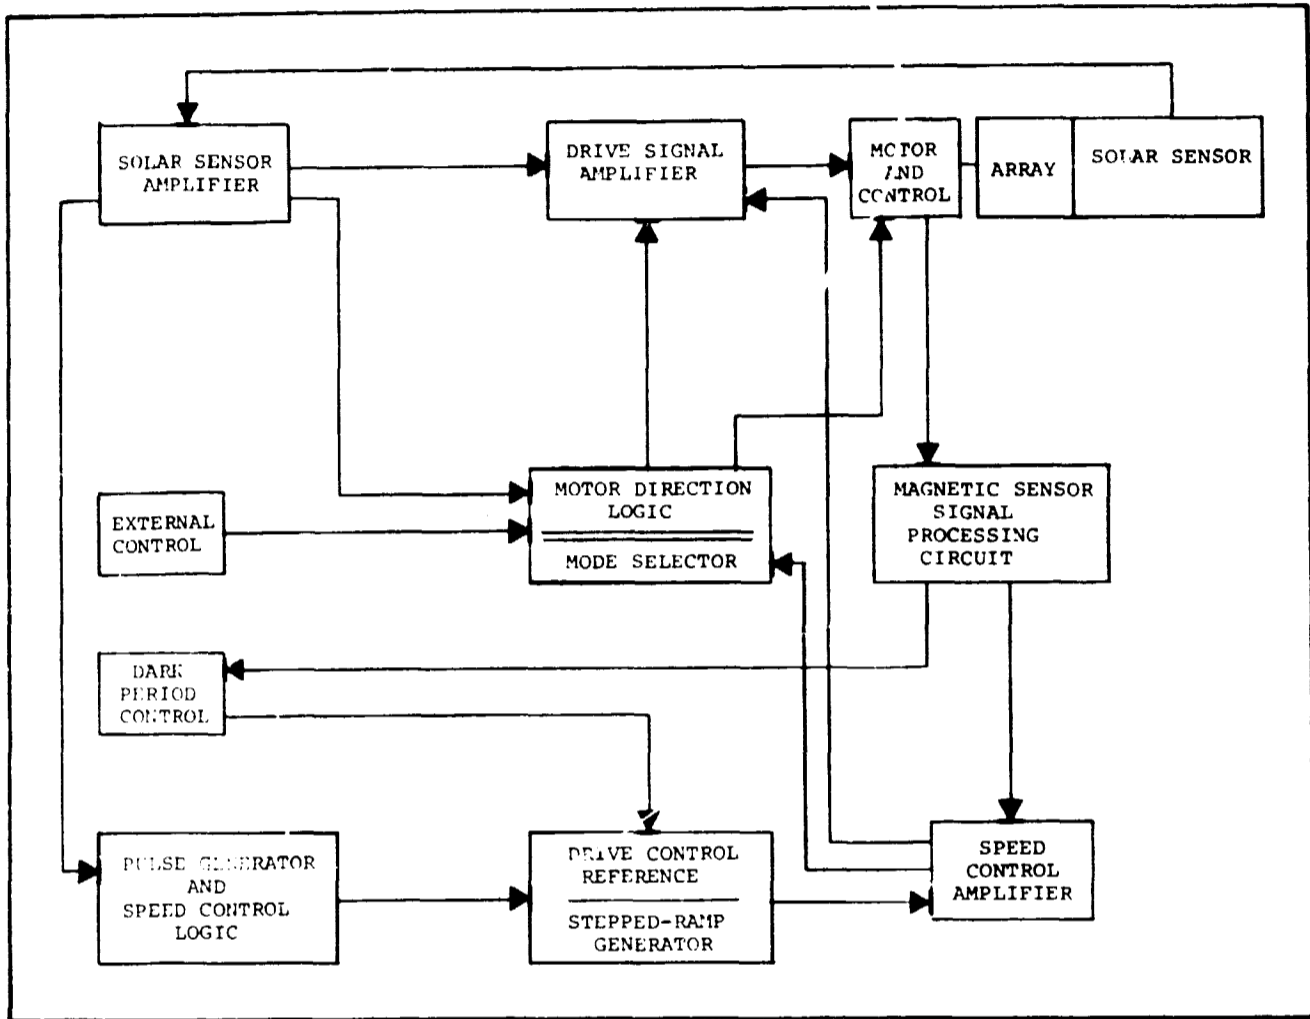 SOLAR SENSOR
AMPLIFIER
DRIVE SIGNAL
AMPLIFIER
MOTOR
AND
CONTROL
ARRAY
SOLAR SENSOR
EXTERNAL
CONTROL
MOTOR DIRECTION
LOGIC
MODE SELECTOR
MAGNETIC SENSOR
SIGNAL
PROCESSING
CIRCUIT
DARK
PERIOD
CONTROL
PULSE GENERATOR
AND
SPEED CONTROL
LOGIC
DRIVE CONTROL
REFERENCE
STEPPED-RAMP
GENERATOR
SPEED
CONTROL
AMPLIFIER